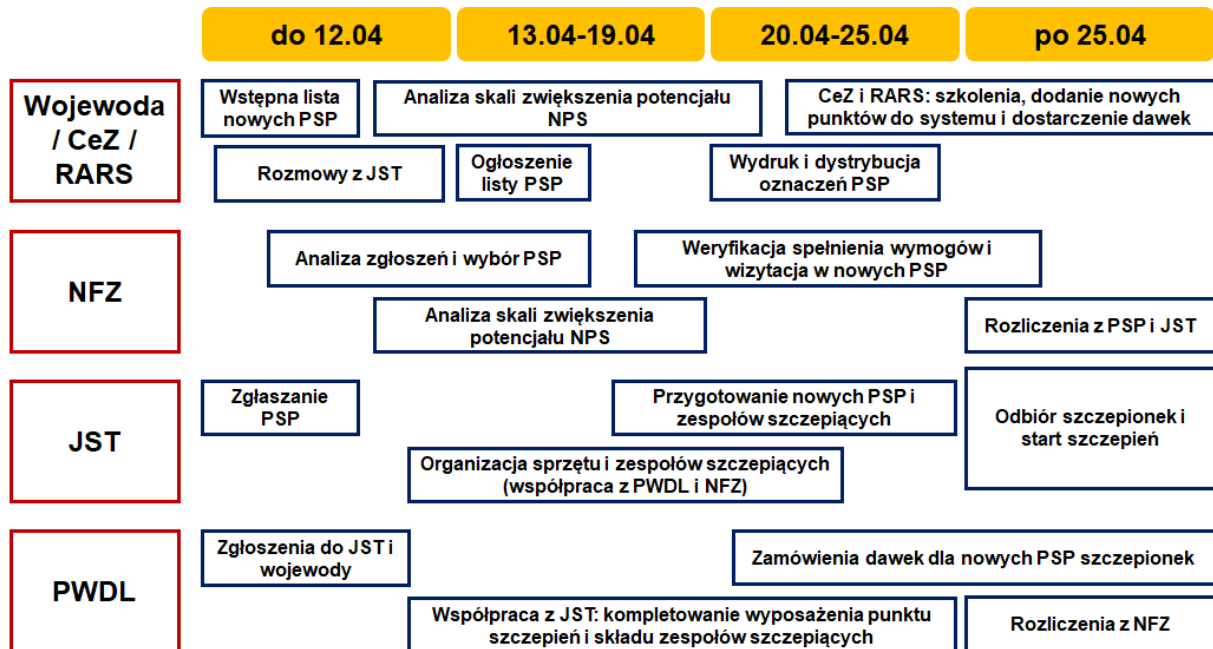 do 12.04
13.04-19.04
20.04-25.04
po 25.04
Wojewoda
/ CeZ /
RARS
Wstępna lista
nowych PSP
Analiza skali zwiększenia potencjału
NPS
CeZ i RARS: szkolenia, dodanie nowych
punktów do systemu i dostarczenie dawek
Rozmowy z JST
Ogłoszenie
listy PSP
Wydruk i dystrybucja
oznaczeń PSP
NFZ
Analiza zgłoszeń i wybór PSP
Weryfikacja spełnienia wymogów i
wizytacja w nowych PSP
Analiza skali zwiększenia
potencjału NPS
Rozliczenia z PSP i JST
JST
Zgłaszanie
PSP
Przygotowanie nowych PSP i
zespołów szczepiących
Odbiór szczepionek i
start szczepień
Organizacja sprzętu i zespołów szczepiących
(współpraca z PWDL i NFZ)
PWDL
Zgłoszenia do JST i
wojewody
Zamówienia dawek dla nowych PSP szczepionek
Współpraca z JST: kompletowanie wyposażenia punktu
szczepień i składu zespołów szczepiących
Rozliczenia z NFZ